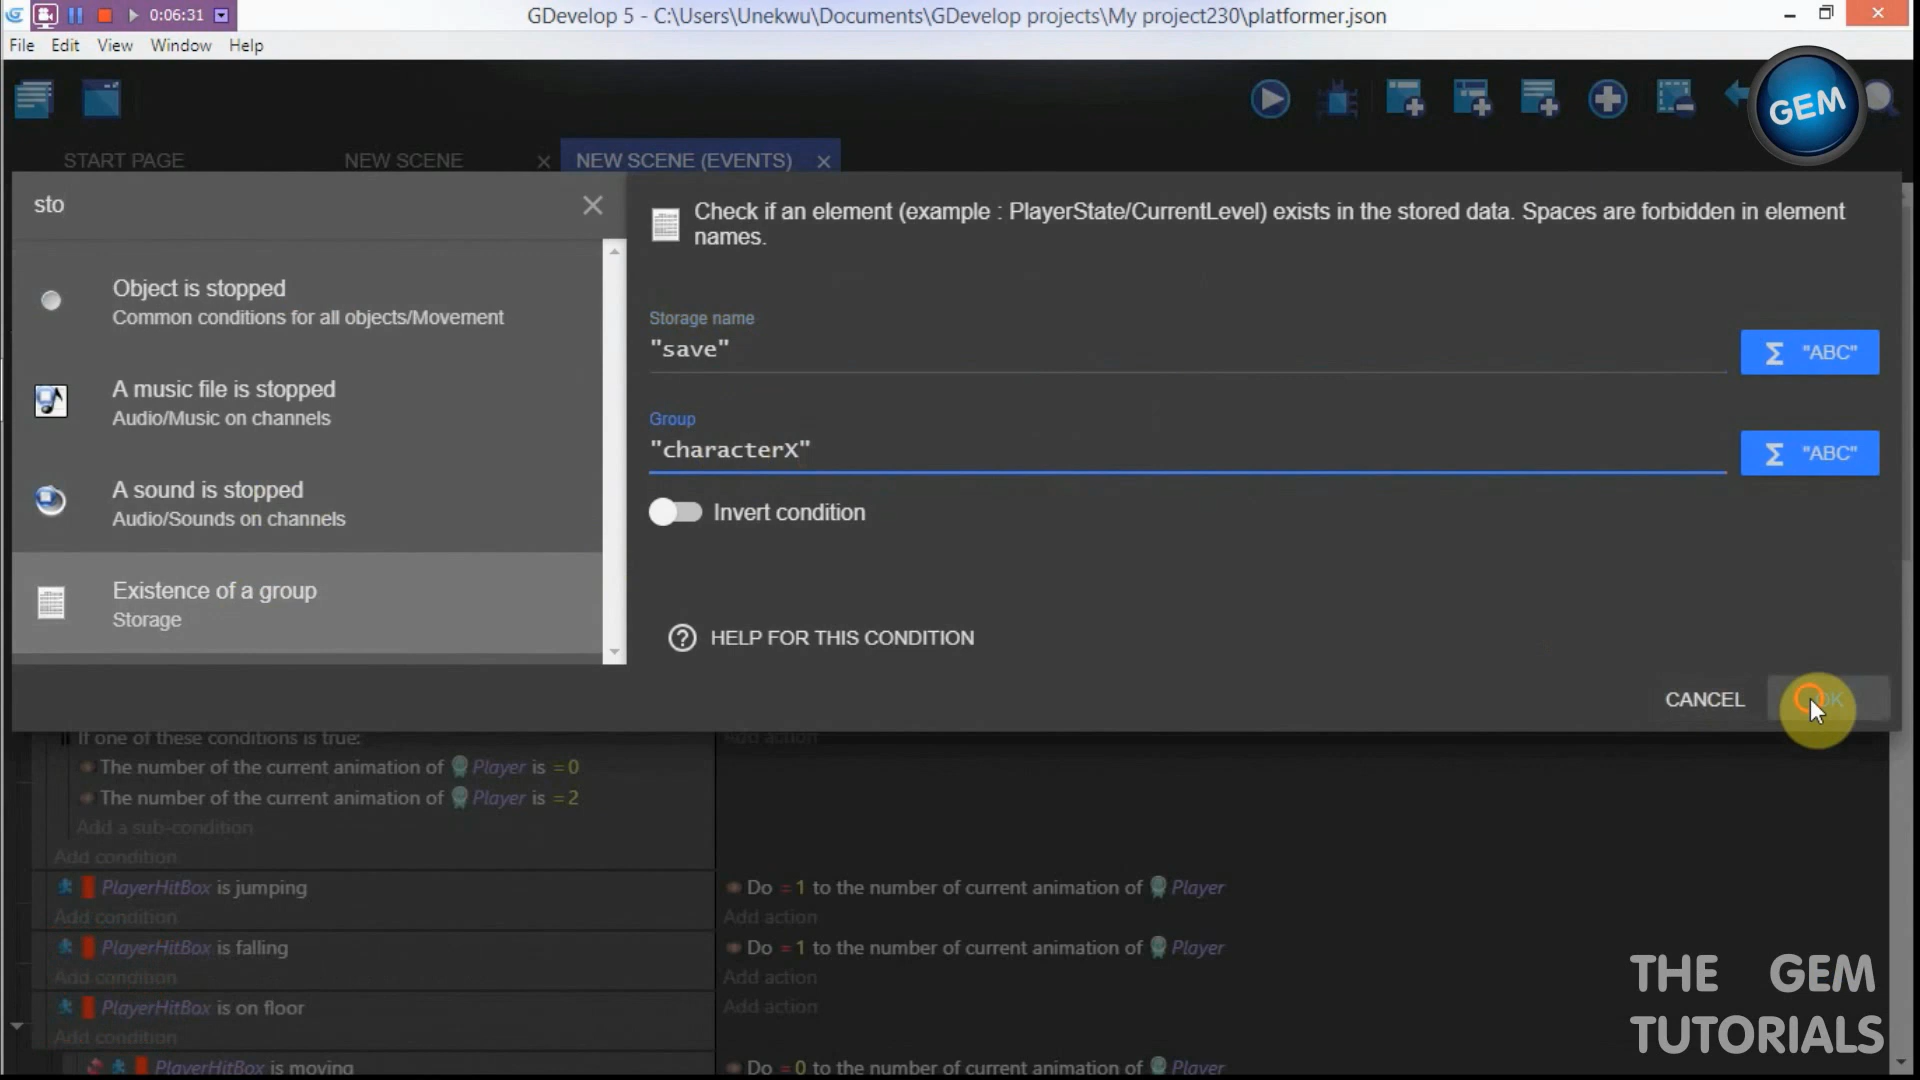 0:06:31
GDevelop 5 - C:\Users\Unekwu\Documents\GDevelop projects\My project230\platformer.json
File Edit View Window Help
GEM
START PAGE
NEW SCENE
NEW SCENE (EVENTS)
sto
Object is stopped
Common conditions for all objects/Movement
A music file is stopped
Audio/Music on channels
A sound is stopped
Audio/Sounds on channels
Existence of a group
Storage
Check if an element (example : PlayerState/CurrentLevel) exists in the stored data. Spaces are forbidden in element
names.
Storage name
"save"
Σ "ABC"
Group
"characterX"
Σ "ABC"
Invert condition
HELP FOR THIS CONDITION
CANCEL
OK
If one of these conditions is true:
Add action
The number of the current animation of Player is = 0
The number of the current animation of Player is = 2
Add a sub-condition
Add condition
PlayerHitBox is jumping
Do = 1 to the number of current animation of Player
Add condition
Add action
PlayerHitBox is falling
Do = 1 to the number of current animation of Player
Add condition
Add action
PlayerHitBox is on floor
Add action
Add condition
PlayerHitBox is moving
Do = 0 to the number of current animation of Player
THE GEM
TUTORIALS